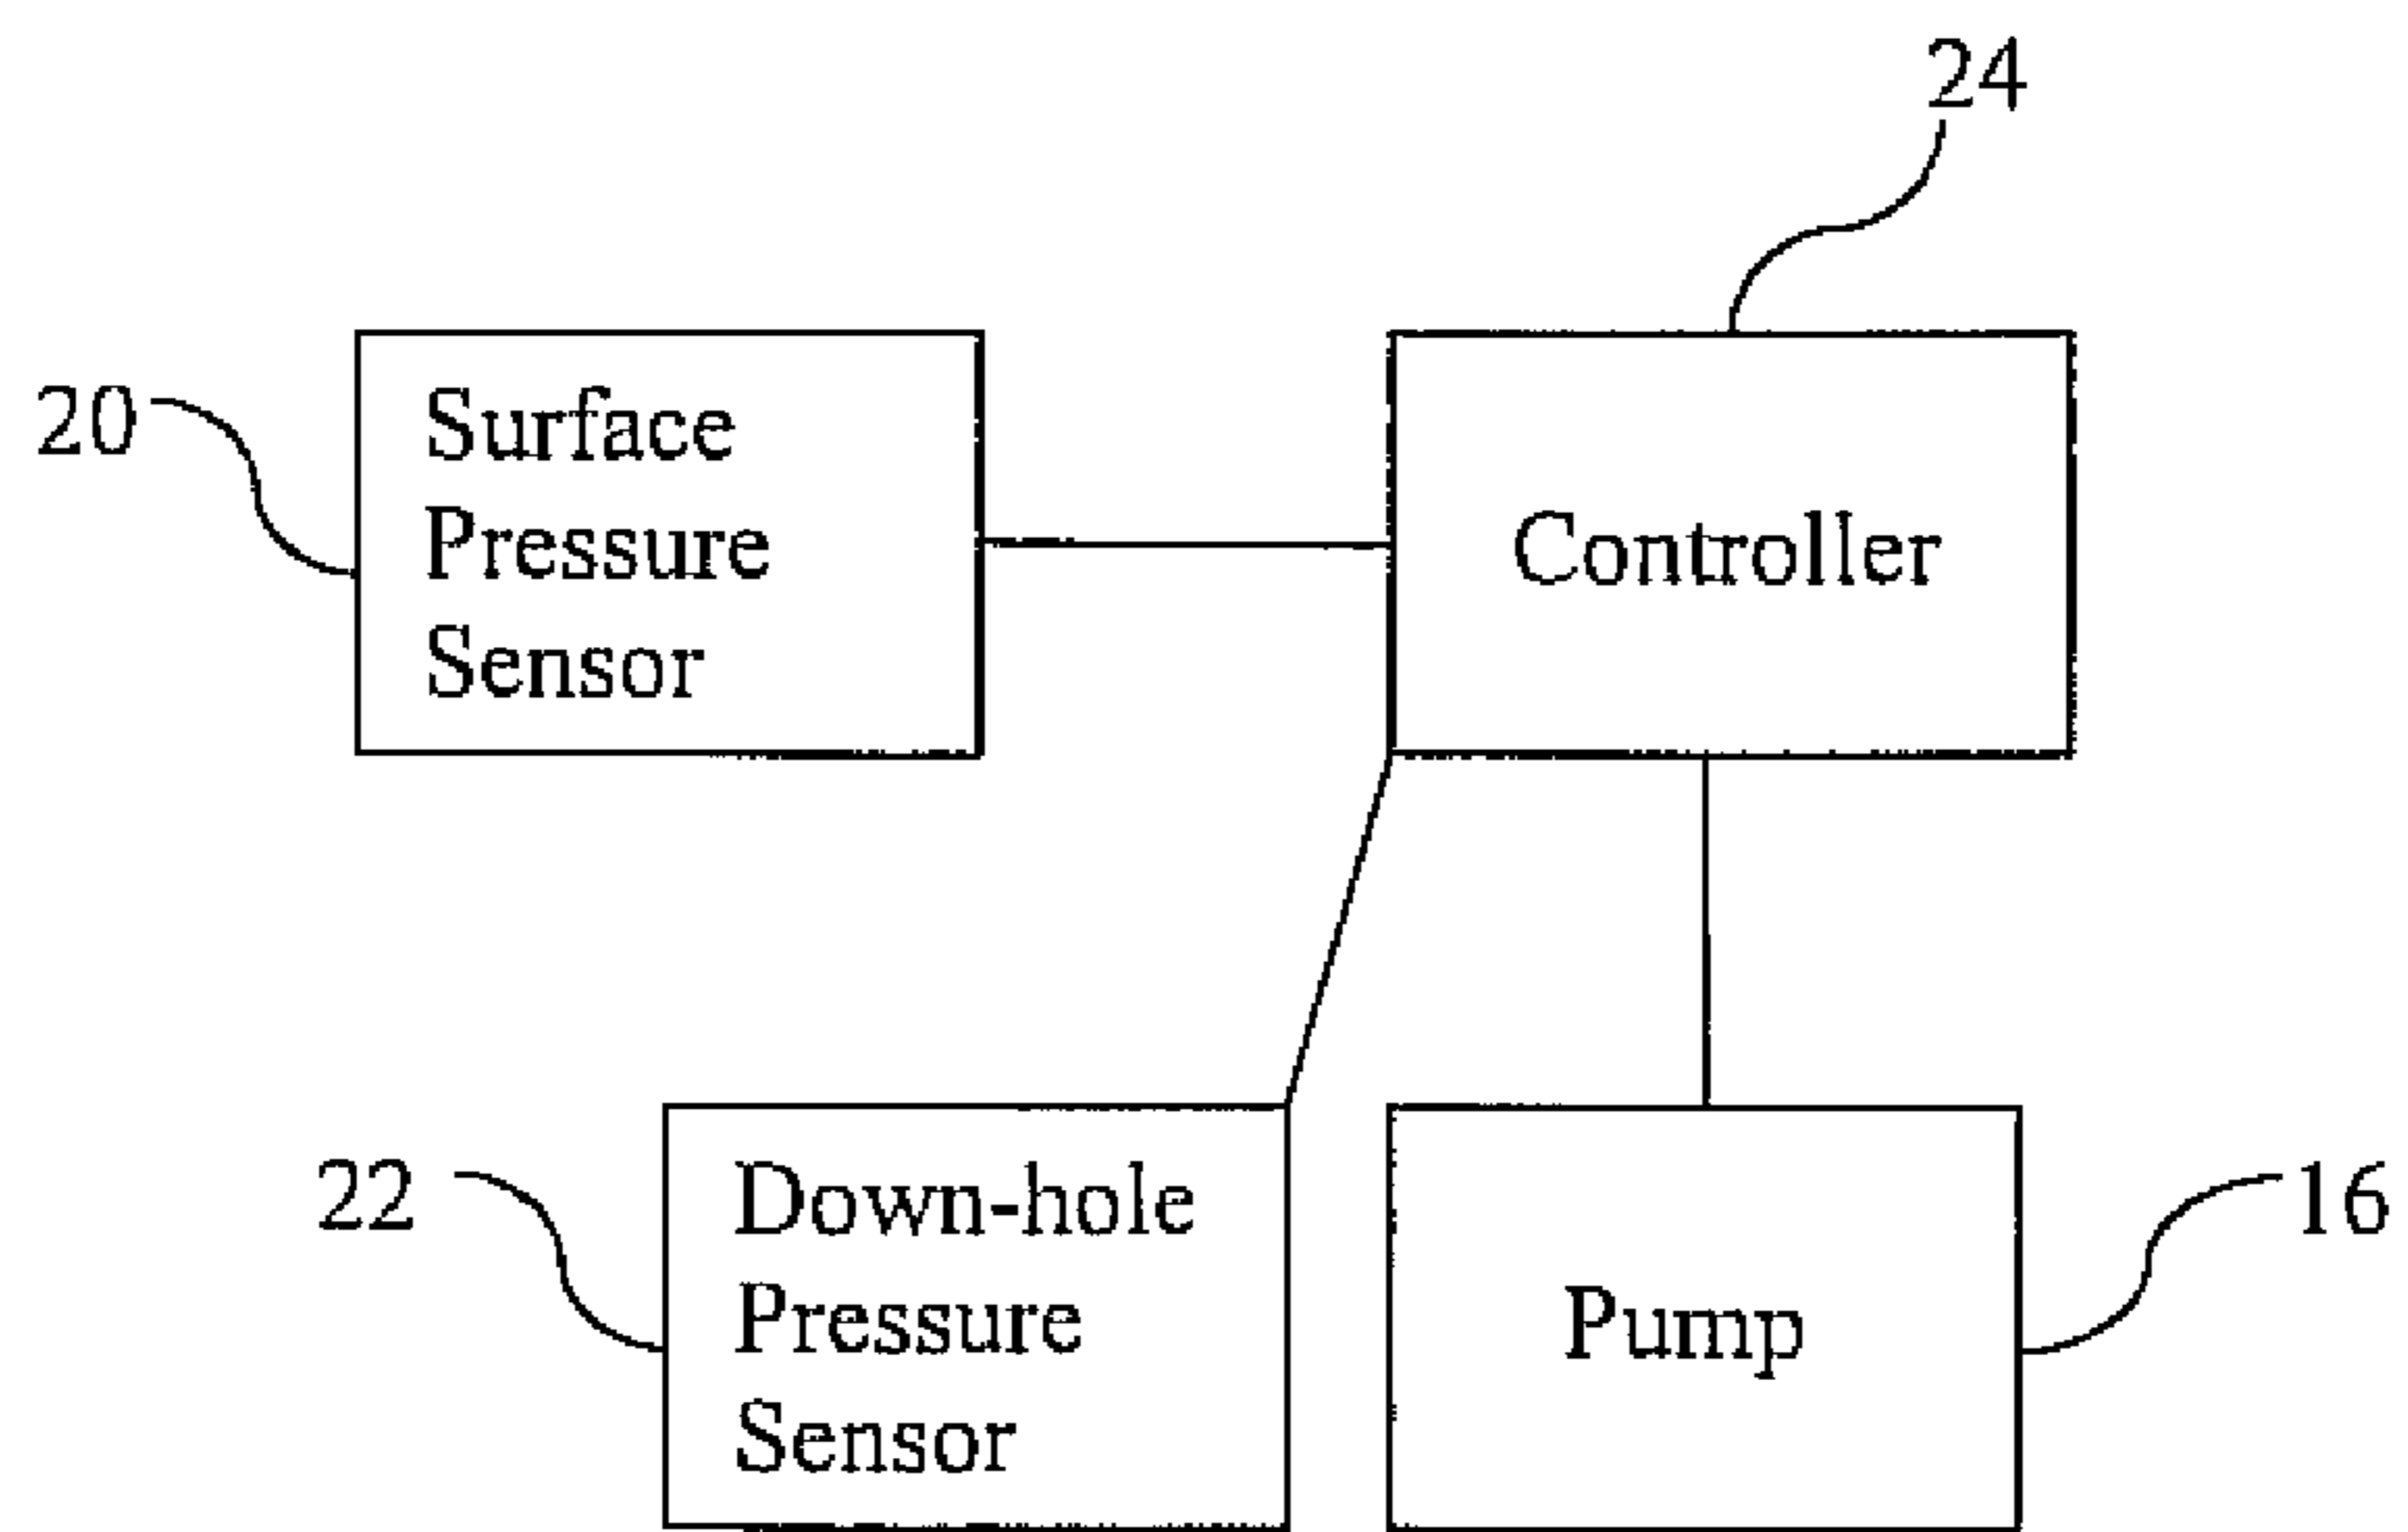 24
20
Surface
Pressure
Sensor
Controller
22
Down-hole
Pressure
Sensor
Pump
16